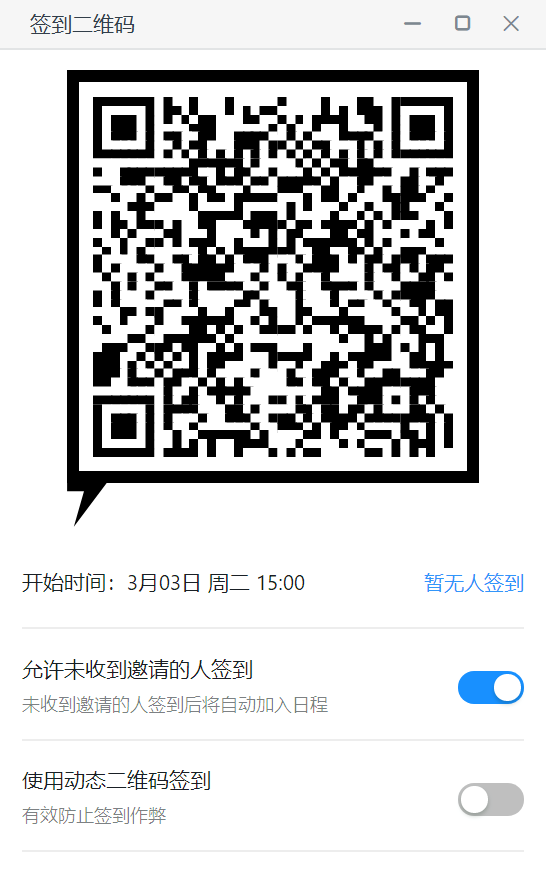 签到二维码
开始时间：3月03日 周二 15:00
暂无人签到
允许未收到邀请的人签到
未收到邀请的人签到后将自动加入日程
使用动态二维码签到
有效防止签到作弊